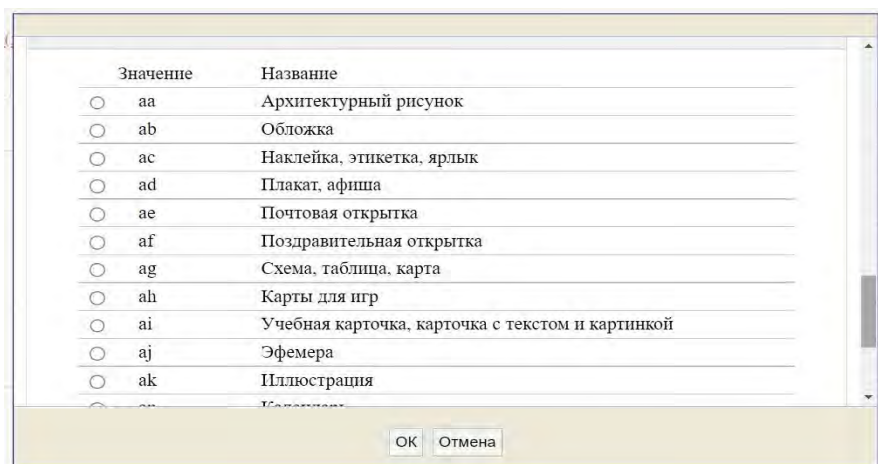 Значение Название
aa Архитектурный рисунок
ab Обложка
ac Наклейка, этикетка, ярлык
ad Плакат, афиша
ae Почтовая открытка
af Поздравительная открытка
ag Схема, таблица, карта
ah Карты для игр
ai Учебная карточка, карточка с текстом и картинкой
aj Эфемера
ak Иллюстрация
ОК Отмена